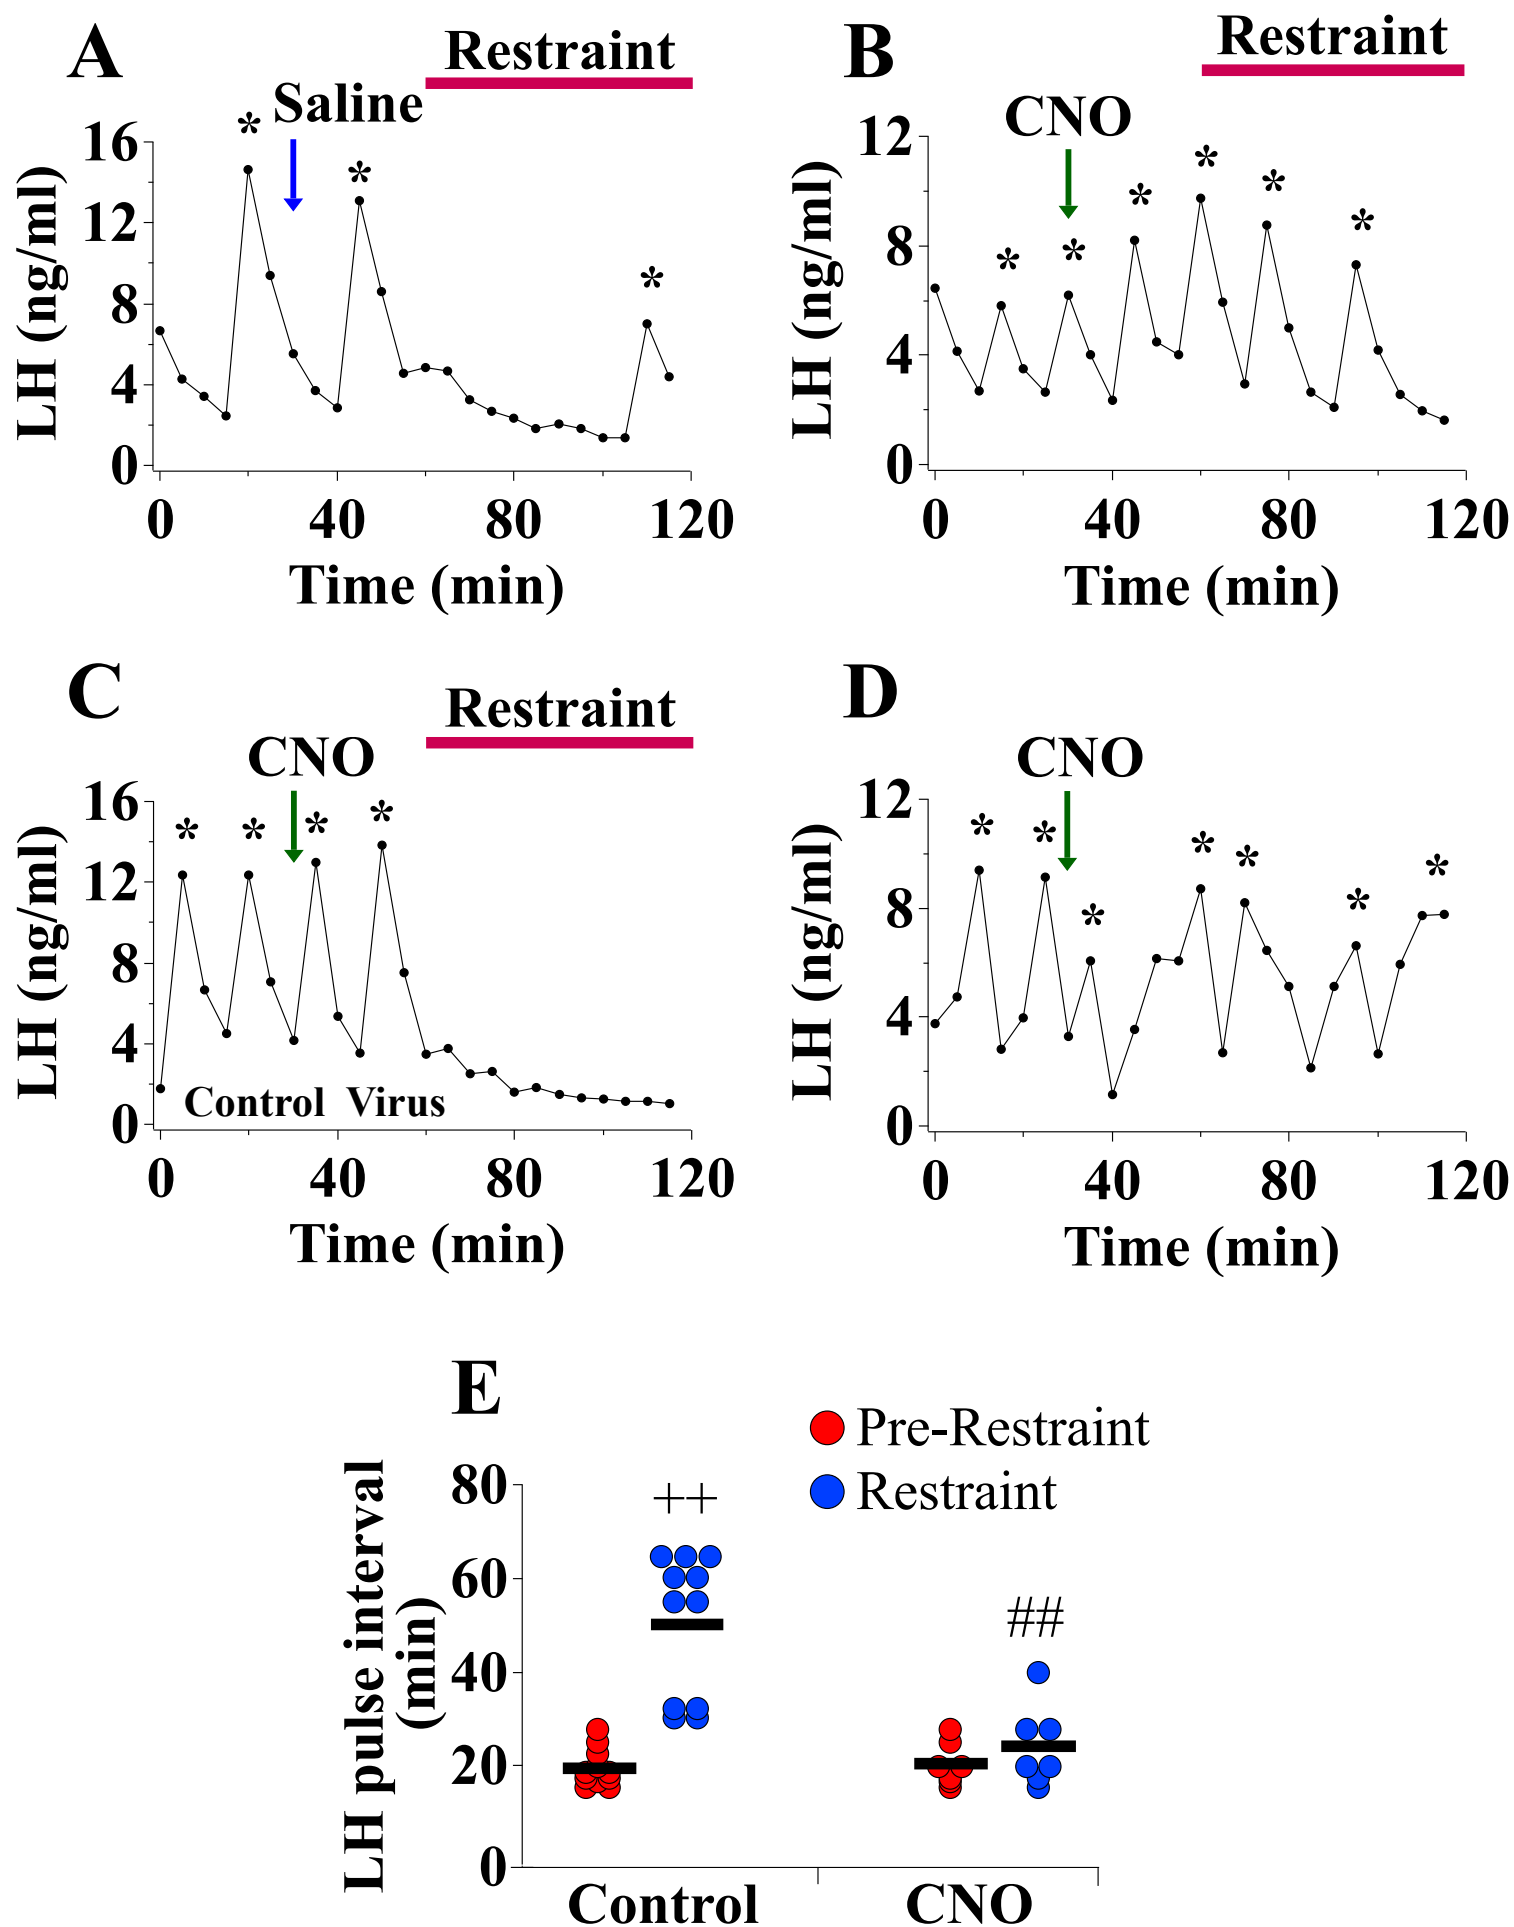 A
Restraint
Saline
* * *
LH (ng/ml)
16
12
8
4
0
0 40 80 120
Time (min)
B
Restraint
CNO
* * * * * *
LH (ng/ml)
12
8
4
0
0 40 80 120
Time (min)
C
Restraint
CNO
* * * *
LH (ng/ml)
16
12
8
4
0
Control Virus
0 40 80 120
Time (min)
D
CNO
* * * * * * *
LH (ng/ml)
12
8
4
0
0 40 80 120
Time (min)
E
Pre-Restraint
Restraint
LH pulse interval
(min)
80
60
40
20
0
++
##
Control CNO